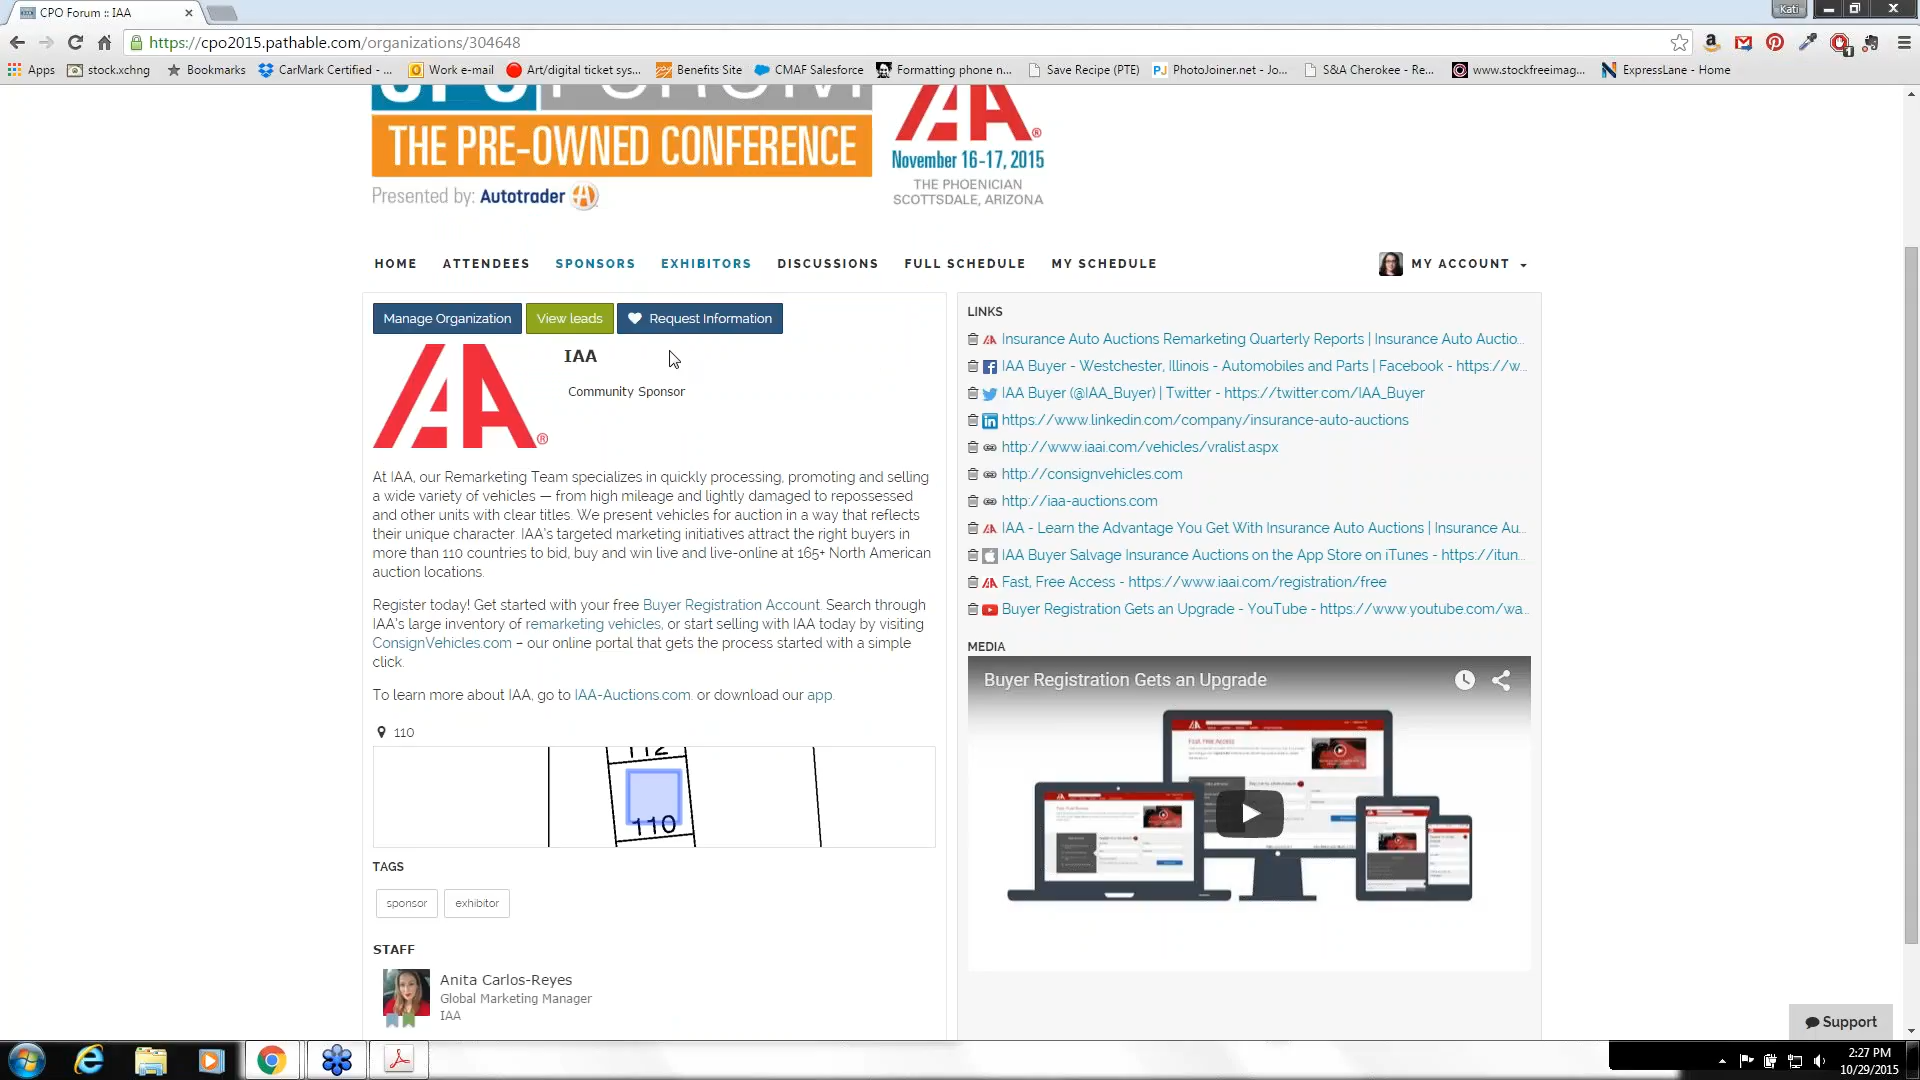 CPO Forum :: IAA
Kati
https://cpo2015.pathable.com/organizations/304648
Apps
stock.xchng
Bookmarks
CarMark Certified - ...
Work e-mail
Art/digital ticket sys...
Benefits Site
CMAF Salesforce
Formatting phone n...
Save Recipe (PTE)
PhotoJoiner.net - Jo...
S&A Cherokee - Re...
www.stockfreeimag...
ExpressLane - Home
CPO FORUM
THE PRE-OWNED CONFERENCE
Presented by: Autotrader
IAA®
November 16-17, 2015
THE PHOENICIAN
SCOTTSDALE, ARIZONA
HOME
ATTENDEES
SPONSORS
EXHIBITORS
DISCUSSIONS
FULL SCHEDULE
MY SCHEDULE
MY ACCOUNT
Manage Organization
View leads
Request Information
IAA®
IAA
Community Sponsor
At IAA, our Remarketing Team specializes in quickly processing, promoting and selling
a wide variety of vehicles — from high mileage and lightly damaged to repossessed
and other units with clear titles. We present vehicles for auction in a way that reflects
their unique character. IAA's targeted marketing initiatives attract the right buyers in
more than 110 countries to bid, buy and win live and live-online at 165+ North American
auction locations.
Register today! Get started with your free Buyer Registration Account. Search through
IAA's large inventory of remarketing vehicles, or start selling with IAA today by visiting
ConsignVehicles.com – our online portal that gets the process started with a simple
click.
To learn more about IAA, go to IAA-Auctions.com. or download our app.
110
112
110
TAGS
sponsor
exhibitor
STAFF
Anita Carlos-Reyes
Global Marketing Manager
IAA
LINKS
Insurance Auto Auctions Remarketing Quarterly Reports | Insurance Auto Auctio...
IAA Buyer - Westchester, Illinois - Automobiles and Parts | Facebook - https://w...
IAA Buyer (@IAA_Buyer) | Twitter - https://twitter.com/IAA_Buyer
https://www.linkedin.com/company/insurance-auto-auctions
http://www.iaai.com/vehicles/vralist.aspx
http://consignvehicles.com
http://iaa-auctions.com
IAA - Learn the Advantage You Get With Insurance Auto Auctions | Insurance Au...
IAA Buyer Salvage Insurance Auctions on the App Store on iTunes - https://itun...
Fast, Free Access - https://www.iaai.com/registration/free
Buyer Registration Gets an Upgrade - YouTube - https://www.youtube.com/wa...
MEDIA
Buyer Registration Gets an Upgrade
Support
2:27 PM
10/29/2015